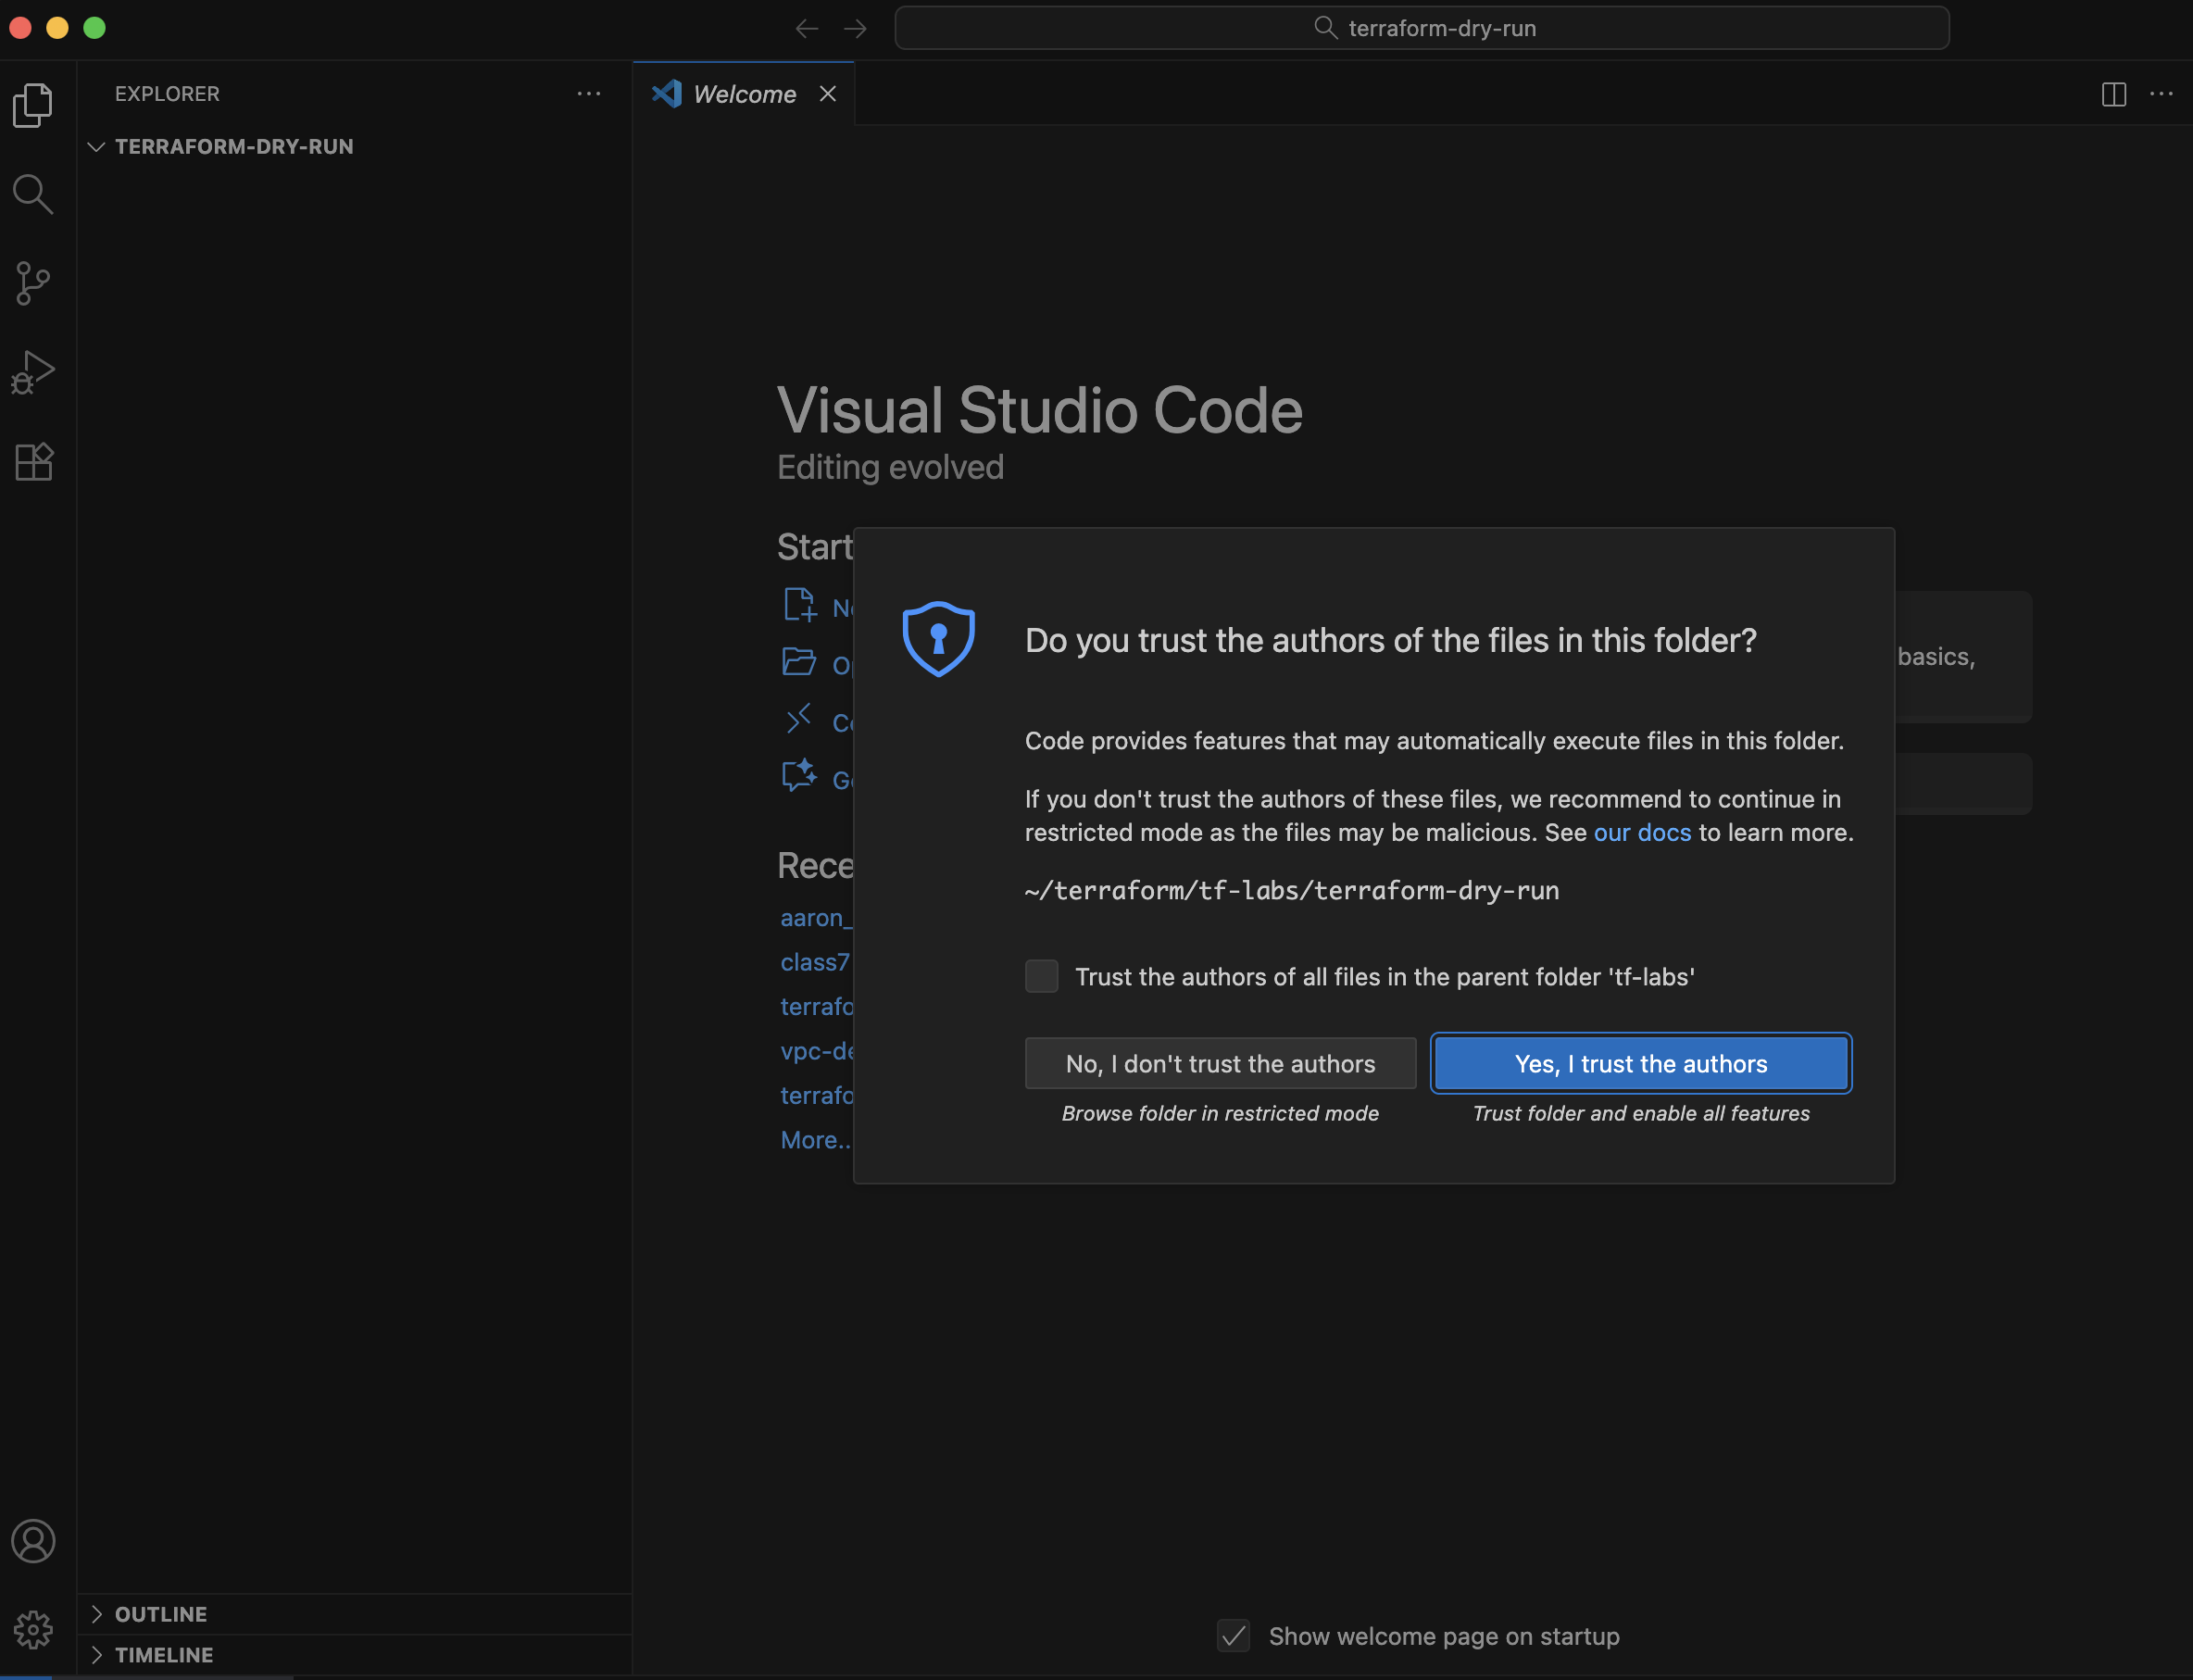 terraform-dry-run
EXPLORER
Welcome
TERRAFORM-DRY-RUN
Visual Studio Code
Editing evolved
Start
Do you trust the authors of the files in this folder?
basics,
Code provides features that may automatically execute files in this folder.
If you don't trust the authors of these files, we recommend to continue in
restricted mode as the files may be malicious. See our docs to learn more.
~/terraform/tf-labs/terraform-dry-run
Rece
aaron_
class7
terrafo
vpc-de
terrafo
More...
Trust the authors of all files in the parent folder 'tf-labs'
No, I don't trust the authors
Yes, I trust the authors
Browse folder in restricted mode
Trust folder and enable all features
OUTLINE
TIMELINE
Show welcome page on startup